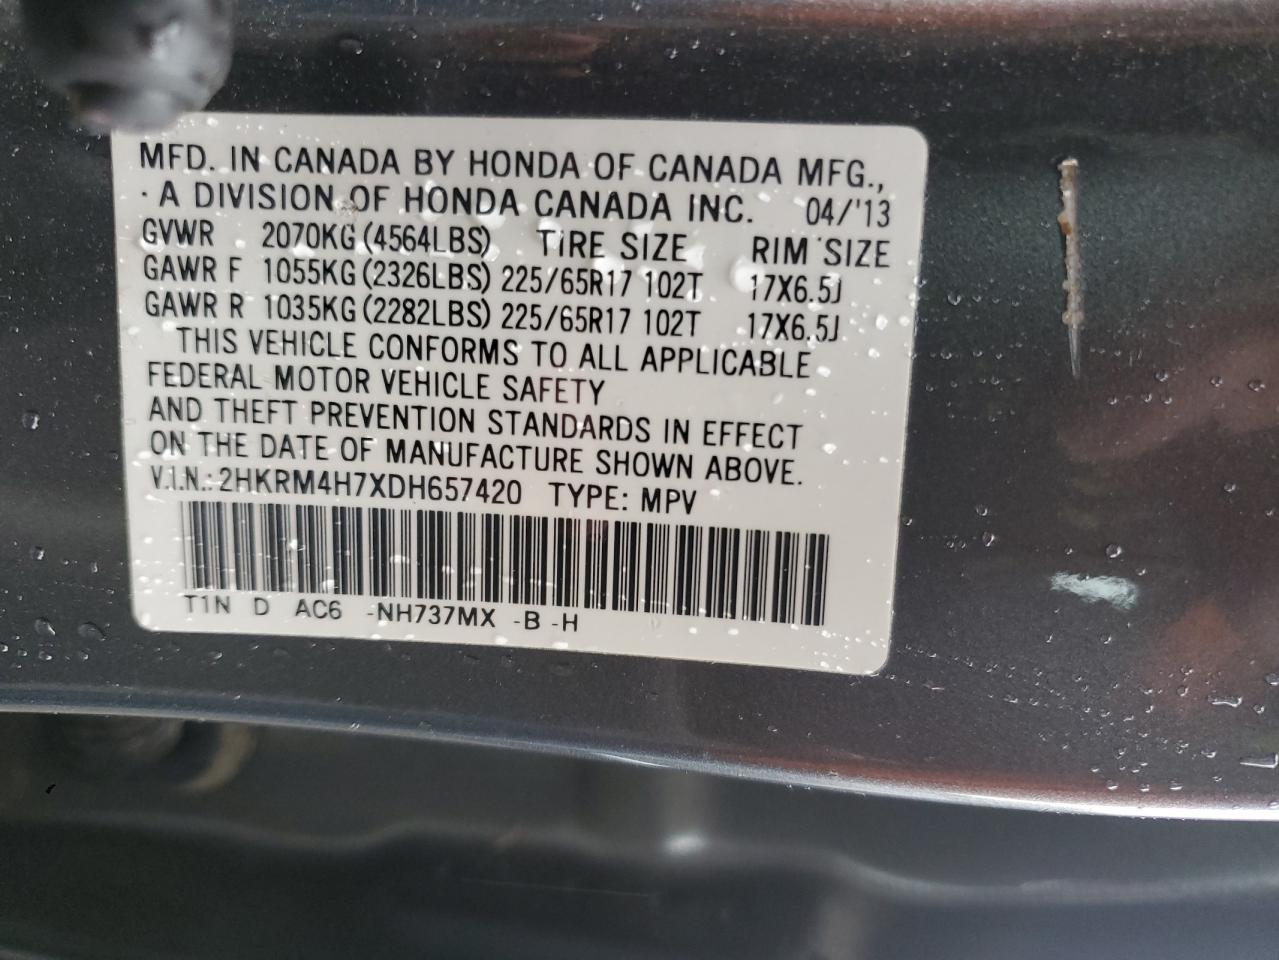 MFD. IN CANADA BY HONDA OF CANADA MFG.,
· A DIVISION OF HONDA CANADA INC. 04/'13
GVWR 2070KG (4564LBS) TIRE SIZE RIM SIZE
GAWR F 1055KG (2326LBS) 225/65R17 102T 17X6.5J
GAWR R 1035KG (2282LBS) 225/65R17 102T 17X6.5J
THIS VEHICLE CONFORMS TO ALL APPLICABLE
FEDERAL MOTOR VEHICLE SAFETY
AND THEFT PREVENTION STANDARDS IN EFFECT
ON THE DATE OF MANUFACTURE SHOWN ABOVE.
V.I.N.: 2HKRM4H7XDH657420 TYPE: MPV
T1N D AC6 -NH737MX -B -H